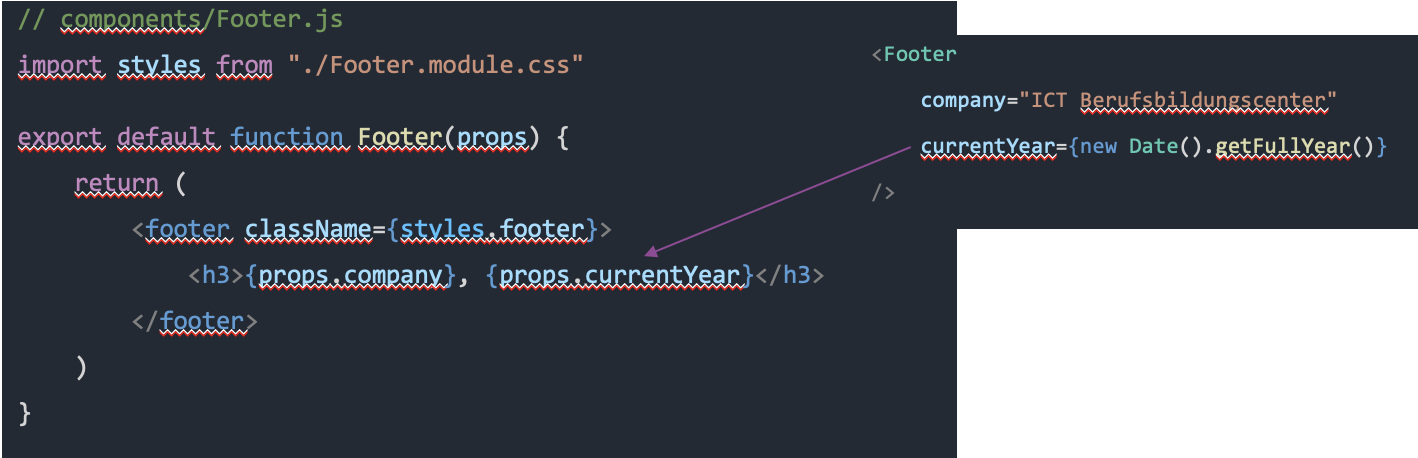 // components/Footer.js
import styles from "./Footer.module.css"
export default function Footer(props) {
return (
<footer className={styles.footer}>
<h3>{props.company}, {props.currentYear}</h3>
</footer>
)
}
<Footer
company="ICT Berufsbildungscenter"
currentYear={new Date().getFullYear()}
/>